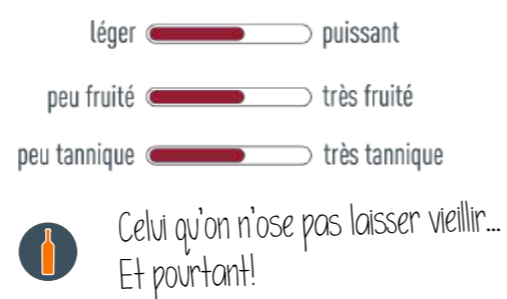 léger puissant
peu fruité très fruité
peu tannique très tannique
Celui qu'on n'ose pas laisser vieillir...
Et pourtant!